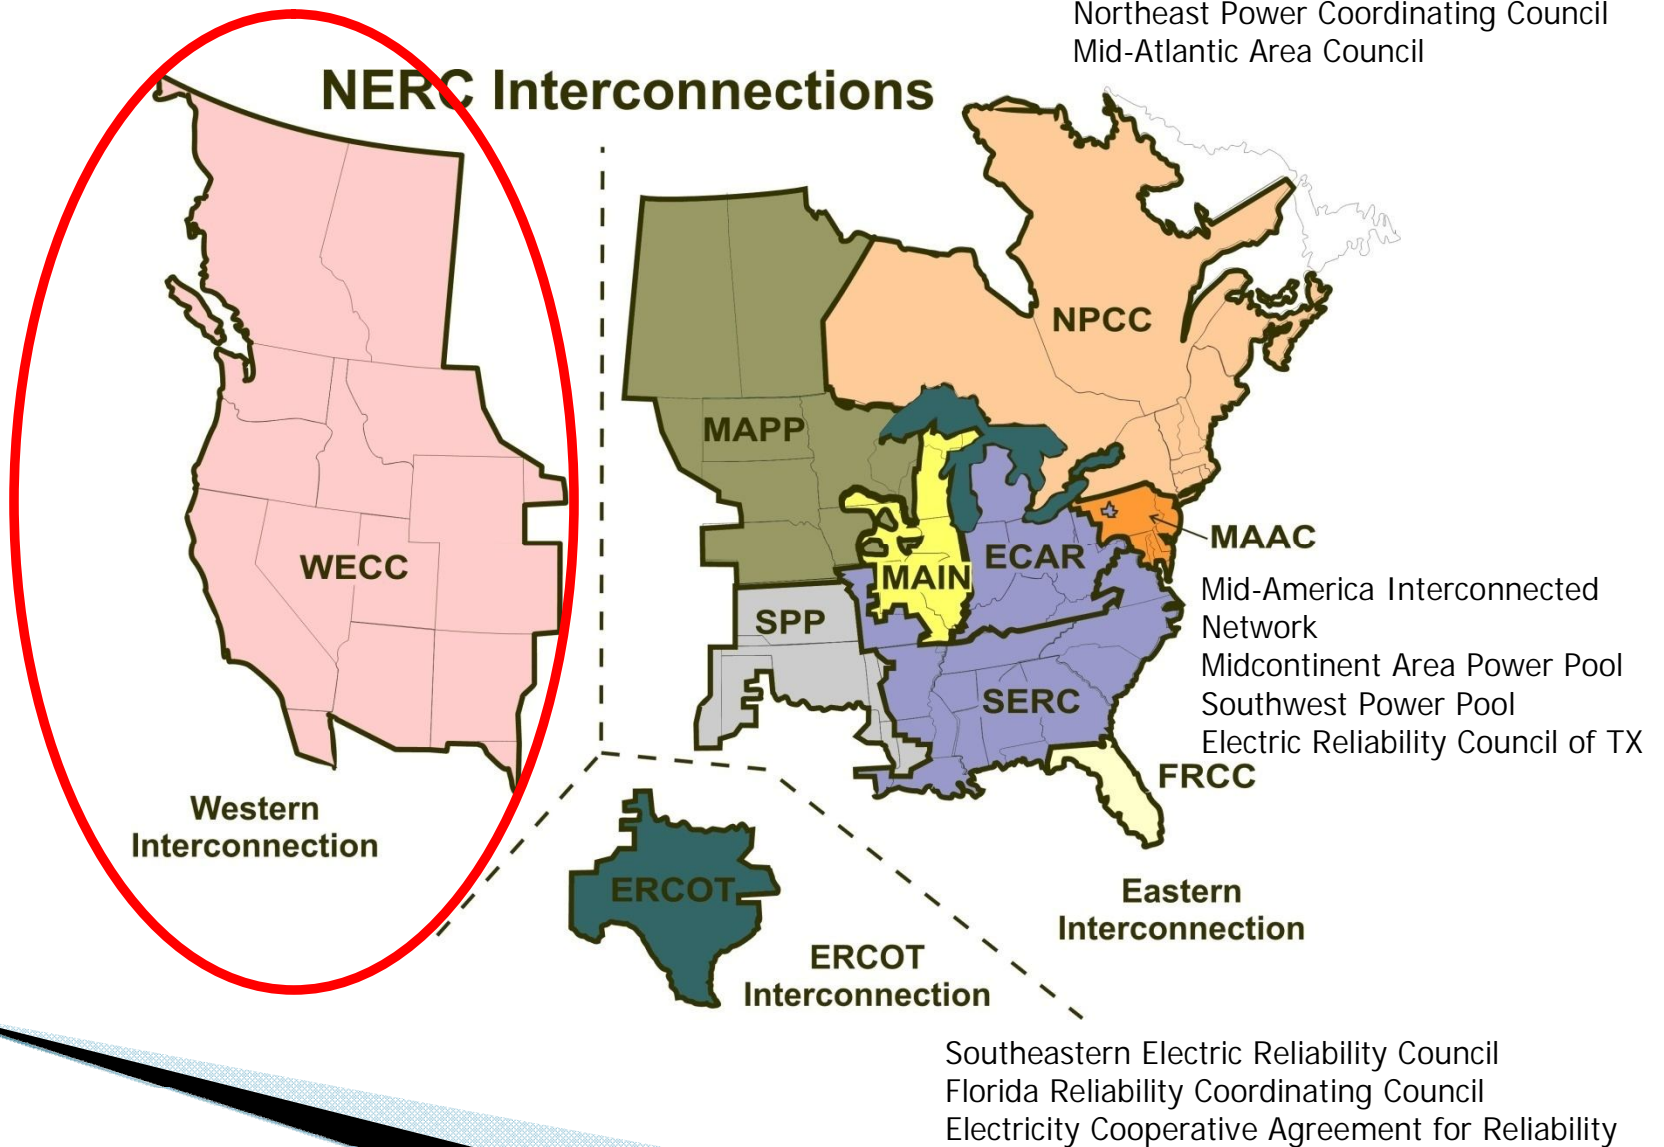 Northeast Power Coordinating Council
Mid-Atlantic Area Council
NERC Interconnections
NPCC
MAPP
MAAC
ECAR
WECC
MAIN
Mid-America Interconnected
Network
SPP
Midcontinent Area Power Pool
SERC
Southwest Power Pool
Electric Reliability Council of TX
FRCC
Western
Interconnection
ERCOT
Eastern
Interconnection
ERCOT
Interconnection
Southeastern Electric Reliability Council
Florida Reliability Coordinating Council
Electricity Cooperative Agreement for Reliability